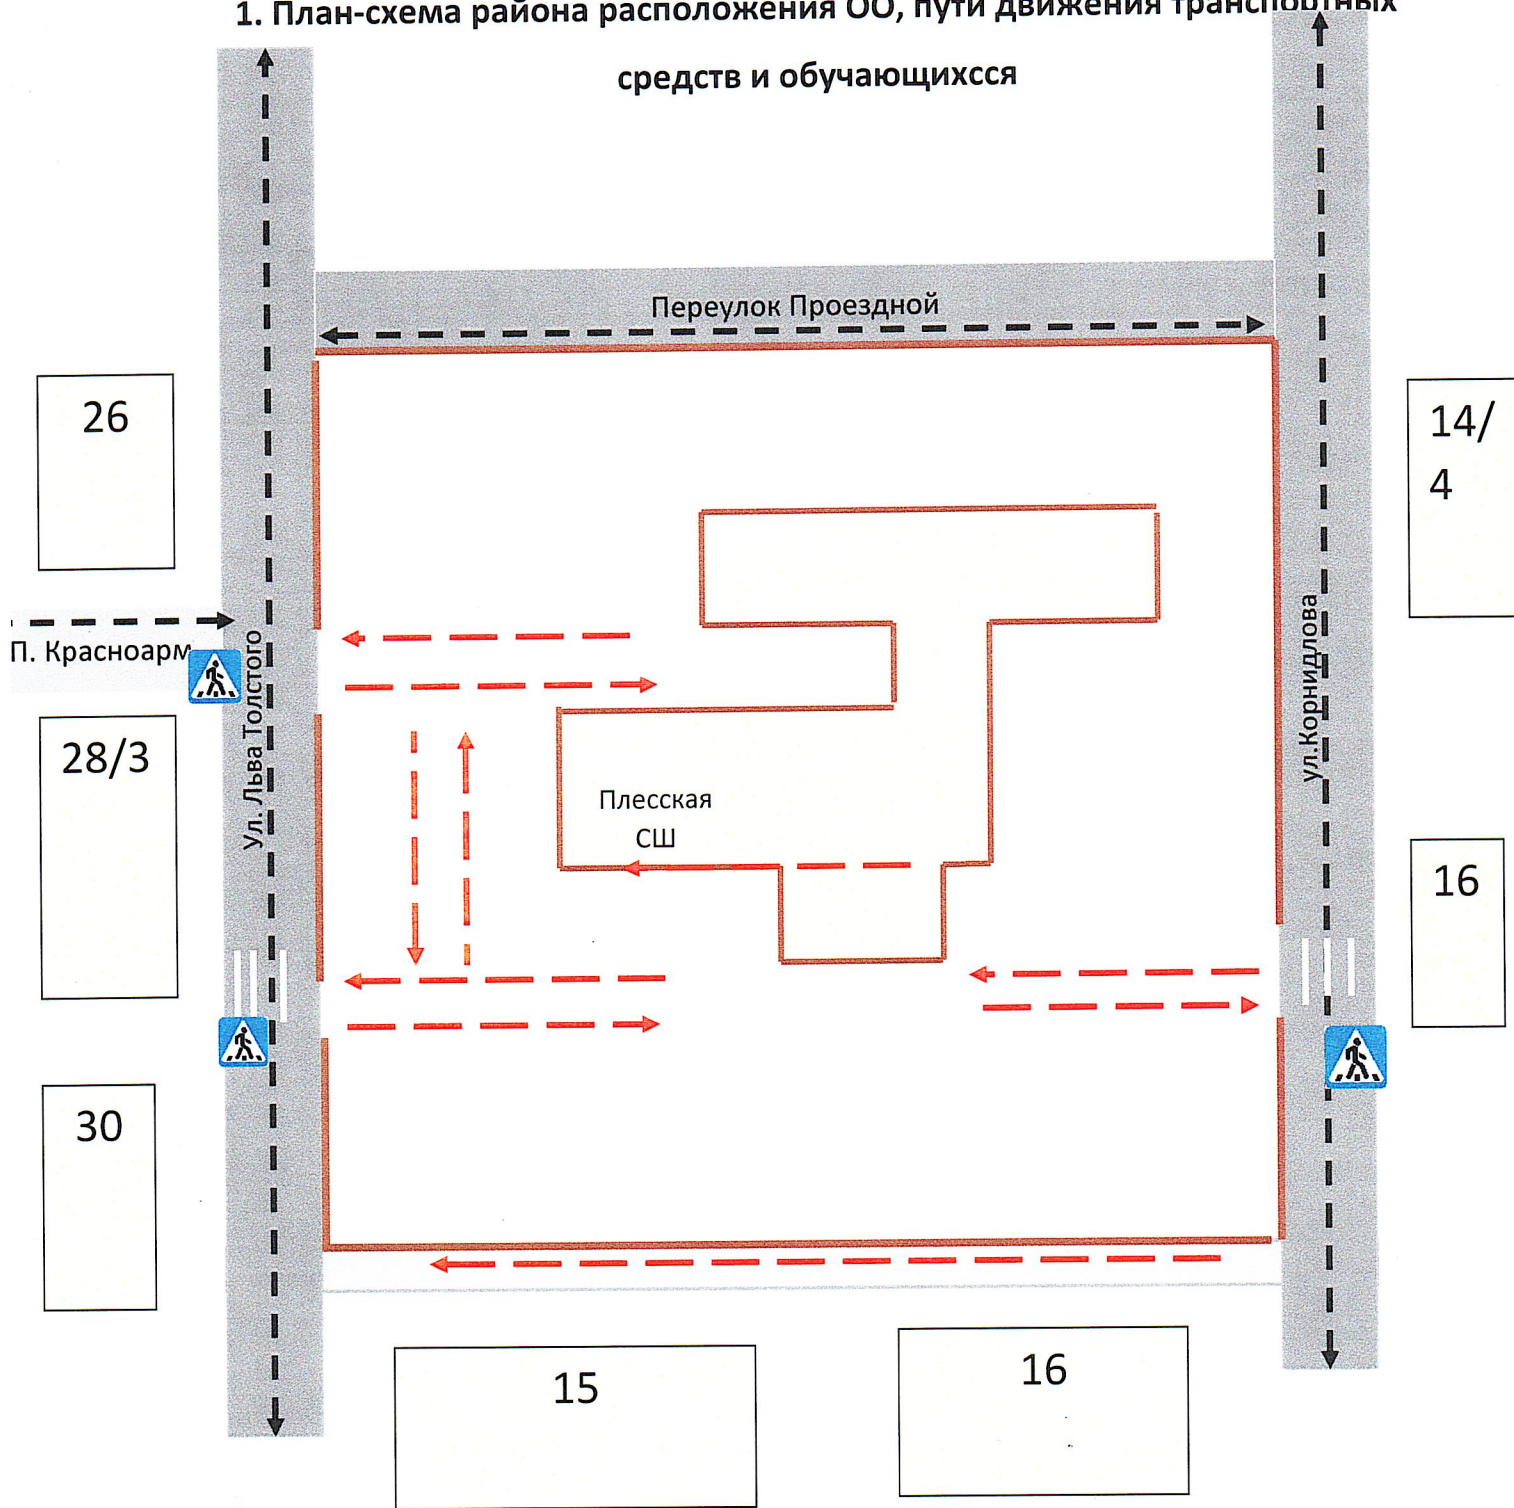 1. План-схема района расположения ОО, пути движения транспортных
средств и обучающихсся
Переулок Проездной
26
14/
4
П. Красноарм
Ул. Льва Толстого
ул.Корнидлова
28/3
Плесская
СШ
16
30
15
16